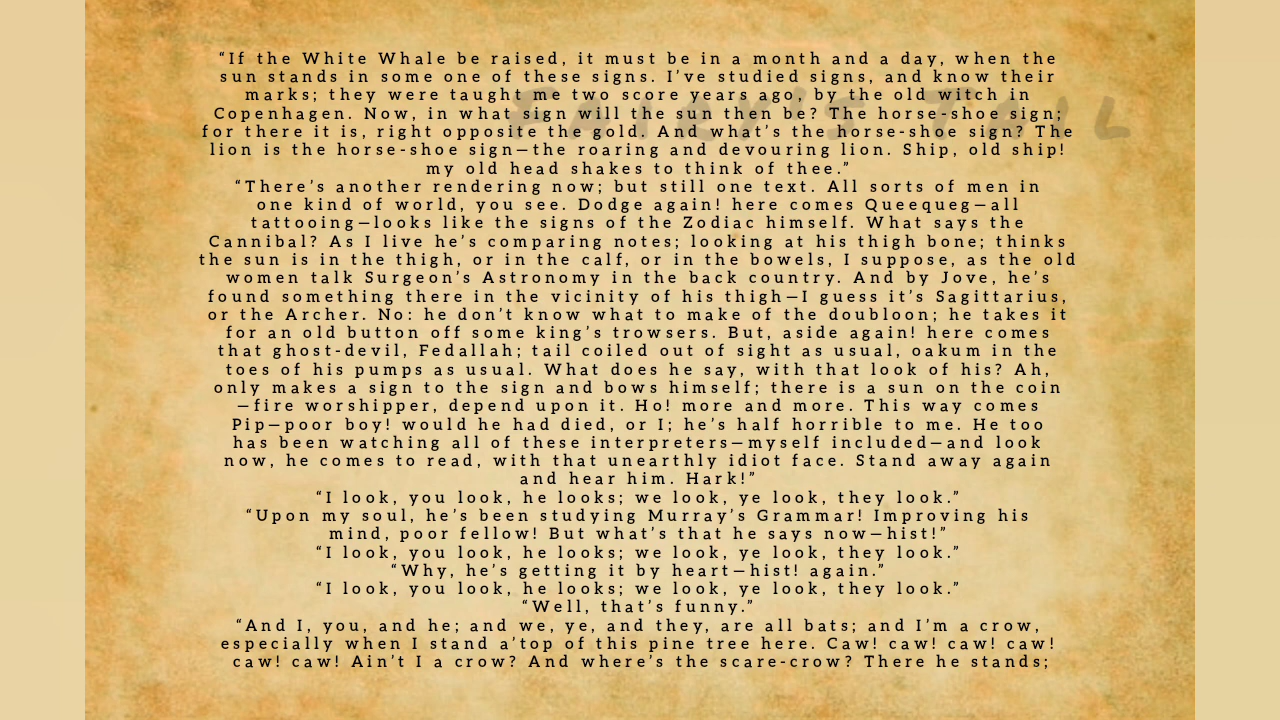 “If the White Whale be raised, it must be in a month and a day, when the
sun stands in some one of these signs. I’ve studied signs, and know their
marks; they were taught me two score years ago, by the old witch in
Copenhagen. Now, in what sign will the sun then be? The horse-shoe sign;
for there it is, right opposite the gold. And what’s the horse-shoe sign? The
lion is the horse-shoe sign—the roaring and devouring lion. Ship, old ship!
my old head shakes to think of thee.”
“There’s another rendering now; but still one text. All sorts of men in
one kind of world, you see. Dodge again! here comes Queequeg—all
tattooing—looks like the signs of the Zodiac himself. What says the
Cannibal? As I live he’s comparing notes; looking at his thigh bone; thinks
the sun is in the thigh, or in the calf, or in the bowels, I suppose, as the old
women talk Surgeon’s Astronomy in the back country. And by Jove, he’s
found something there in the vicinity of his thigh—I guess it’s Sagittarius,
or the Archer. No: he don’t know what to make of the doubloon; he takes it
for an old button off some king’s trowsers. But, aside again! here comes
that ghost-devil, Fedallah; tail coiled out of sight as usual, oakum in the
toes of his pumps as usual. What does he say, with that look of his? Ah,
only makes a sign to the sign and bows himself; there is a sun on the coin
—fire worshipper, depend upon it. Ho! more and more. This way comes
Pip—poor boy! would he had died, or I; he’s half horrible to me. He too
has been watching all of these interpreters—myself included—and look
now, he comes to read, with that unearthly idiot face. Stand away again
and hear him. Hark!”
“I look, you look, he looks; we look, ye look, they look.”
“Upon my soul, he’s been studying Murray’s Grammar! Improving his
mind, poor fellow! But what’s that he says now—hist!”
“I look, you look, he looks; we look, ye look, they look.”
“Why, he’s getting it by heart—hist! again.”
“I look, you look, he looks; we look, ye look, they look.”
“Well, that’s funny.”
“And I, you, and he; and we, ye, and they, are all bats; and I’m a crow,
especially when I stand a’top of this pine tree here. Caw! caw! caw! caw!
caw! caw! Ain’t I a crow? And where’s the scare-crow? There he stands;